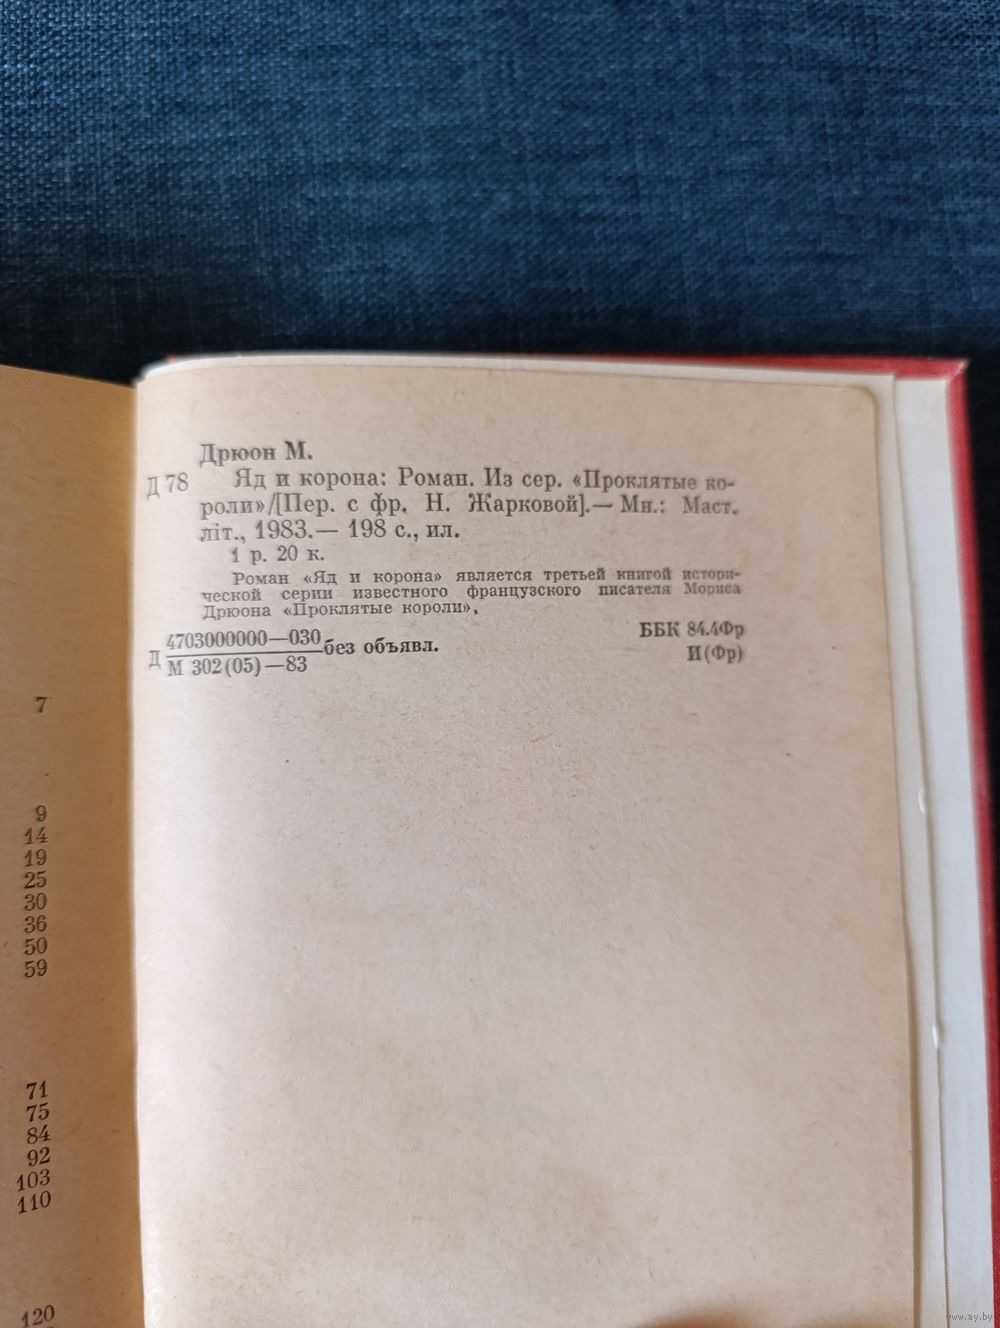 7
9
14
19
25
30
36
50
59
71
75
84
92
103
110
120
Дрюон М.
Д 78 Яд и корона: Роман. Из сер. «Проклятые ко-
роли»/[Пер. с фр. Н. Жарковой].— Мн.: Маст.
літ., 1983.— 198 с., ил.
1 р. 20 к.
Роман «Яд и корона» является третьей книгой истори-
ческой серии известного французского писателя Мориса
Дрюона «Проклятые короли».
4703000000—030
Д без объявл.
М 302(05)—83
ББК 84.4Фр
И(Фр)
www.ay.by